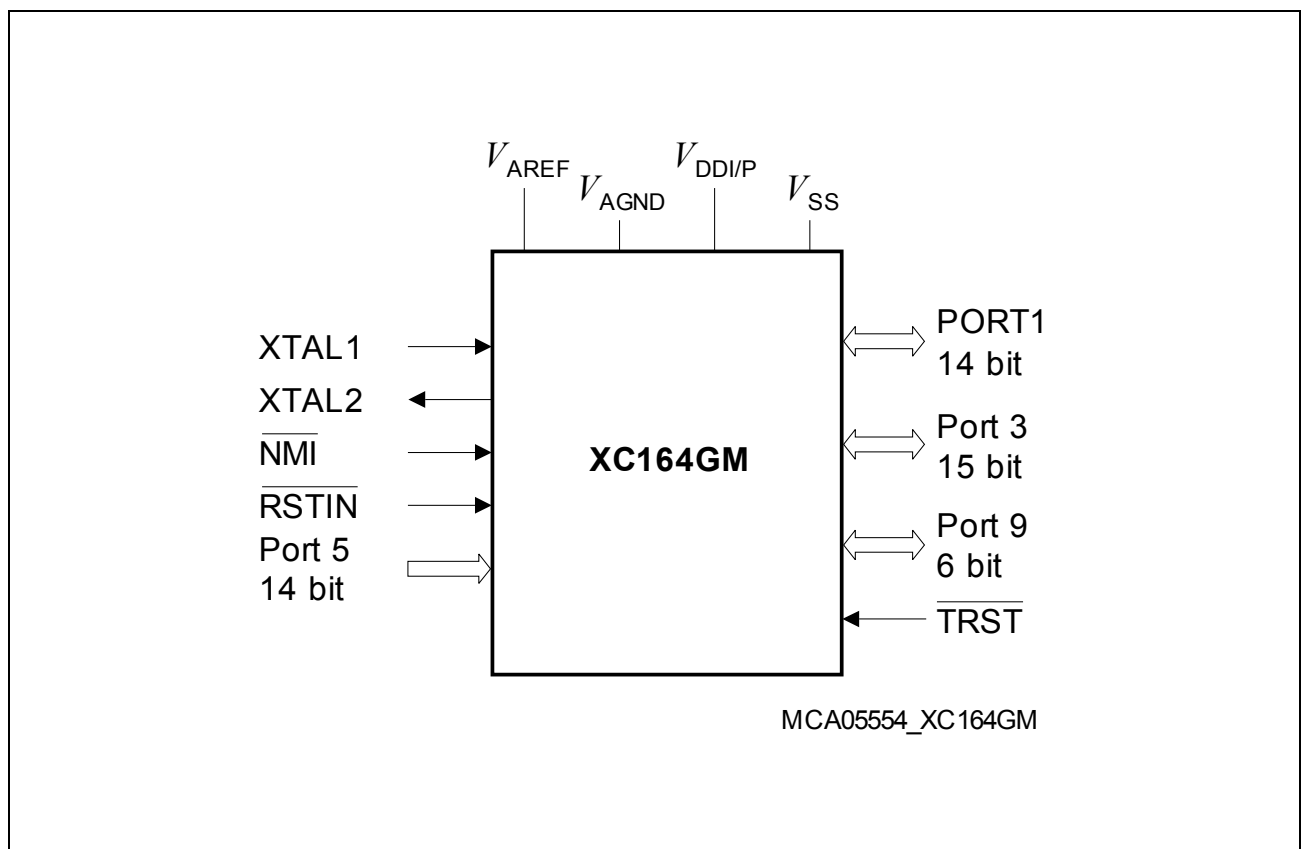 VAREF
VAGND
VDDI/P
VSS
XTAL1
XTAL2
NMI
RSTIN
Port 5
14 bit
XC164GM
PORT1
14 bit
Port 3
15 bit
Port 9
6 bit
TRST
MCA05554_XC164GM